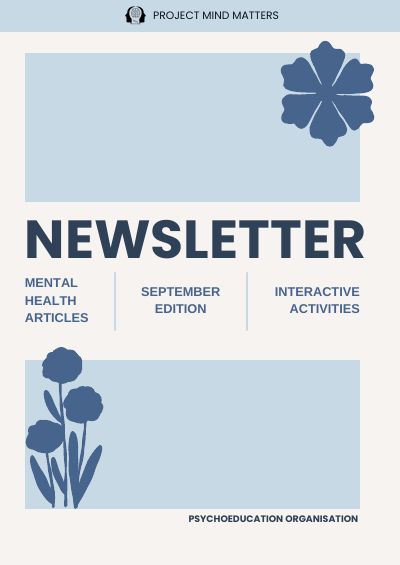 PROJECT MIND MATTERS
NEWSLETTER
MENTAL
HEALTH
ARTICLES
SEPTEMBER
EDITION
INTERACTIVE
ACTIVITIES
PSYCHOEDUCATION ORGANISATION